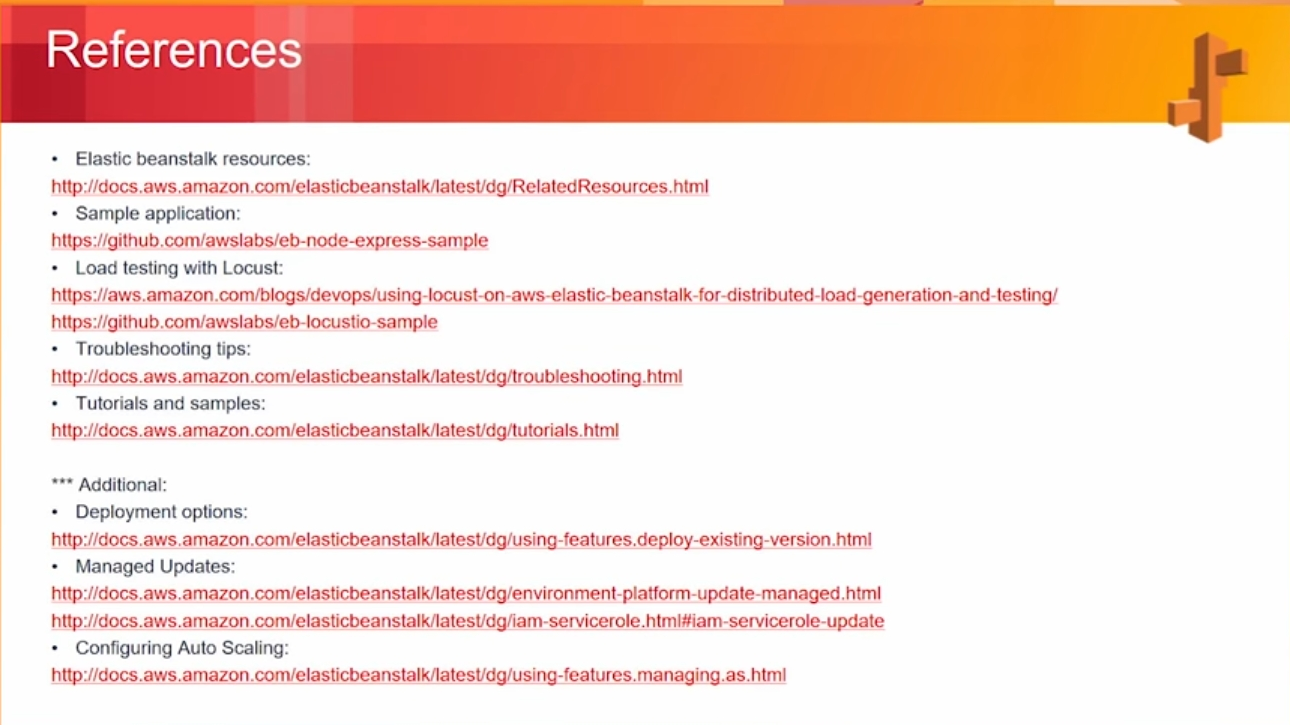 References
• Elastic beanstalk resources:
http://docs.aws.amazon.com/elasticbeanstalk/latest/dg/RelatedResources.html
• Sample application:
https://github.com/awslabs/eb-node-express-sample
• Load testing with Locust:
https://aws.amazon.com/blogs/devops/using-locust-on-aws-elastic-beanstalk-for-distributed-load-generation-and-testing/
https://github.com/awslabs/eb-locustio-sample
• Troubleshooting tips:
http://docs.aws.amazon.com/elasticbeanstalk/latest/dg/troubleshooting.html
• Tutorials and samples:
http://docs.aws.amazon.com/elasticbeanstalk/latest/dg/tutorials.html
*** Additional:
• Deployment options:
http://docs.aws.amazon.com/elasticbeanstalk/latest/dg/using-features.deploy-existing-version.html
• Managed Updates:
http://docs.aws.amazon.com/elasticbeanstalk/latest/dg/environment-platform-update-managed.html
http://docs.aws.amazon.com/elasticbeanstalk/latest/dg/iam-servicerole.html#iam-servicerole-update
• Configuring Auto Scaling:
http://docs.aws.amazon.com/elasticbeanstalk/latest/dg/using-features.managing.as.html